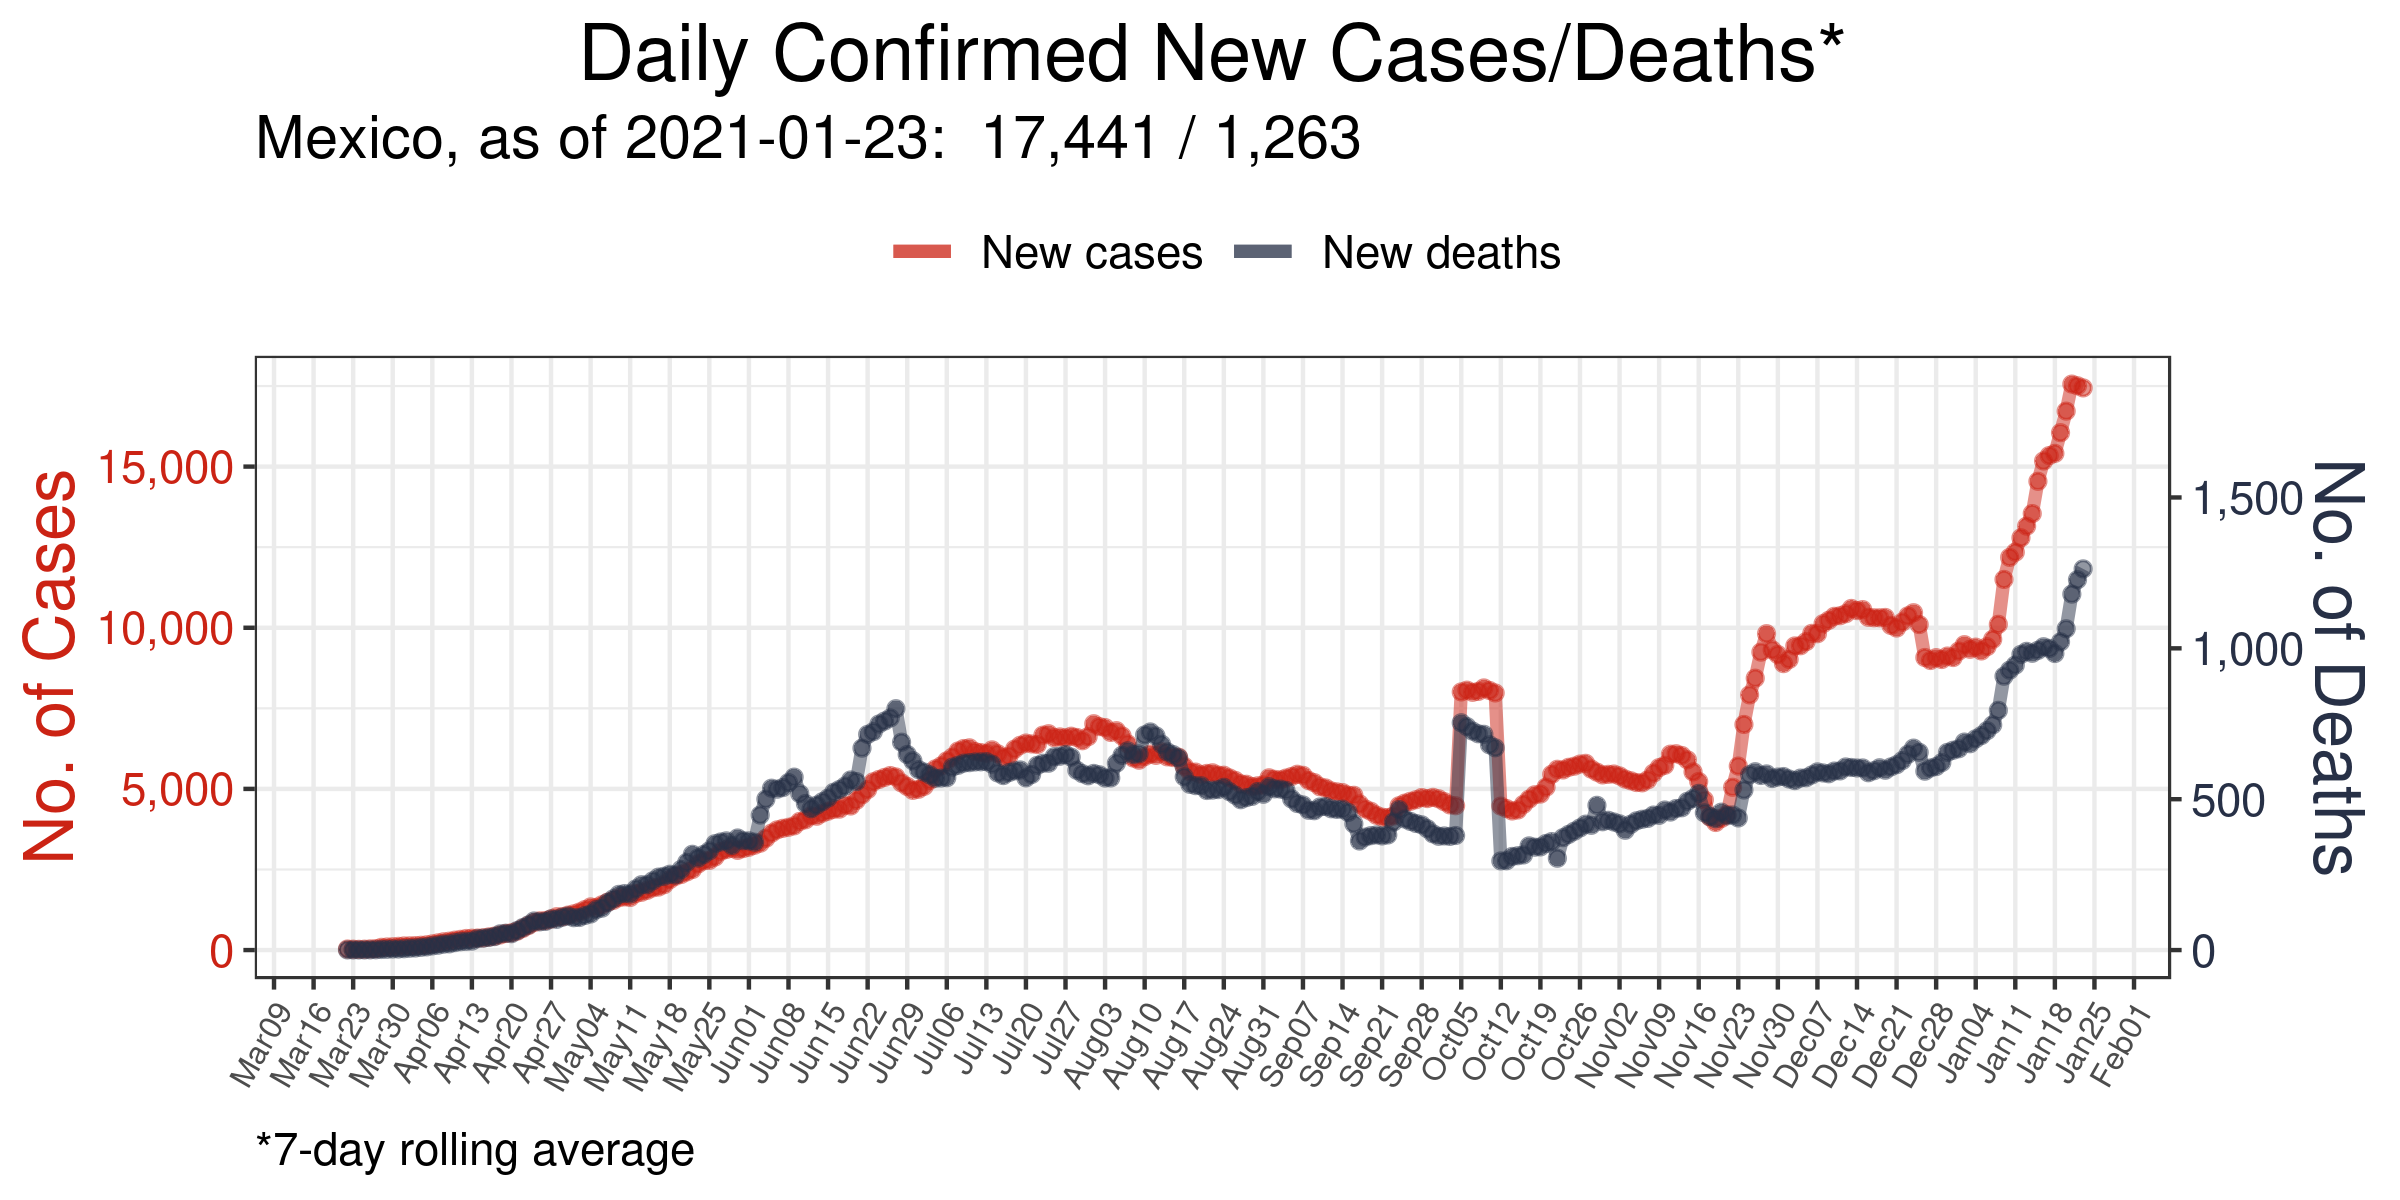 Daily Confirmed New Cases/Deaths*
Mexico, as of 2021-01-23:  17,441 / 1,263
New cases
New deaths
No. of Cases
15,000
10,000
5,000
0
No. of Deaths
1,500
1,000
500
0
Mar09
Mar16
Mar23
Mar30
Apr06
Apr13
Apr20
Apr27
May04
May11
May18
May25
Jun01
Jun08
Jun15
Jun22
Jun29
Jul06
Jul13
Jul20
Jul27
Aug03
Aug10
Aug17
Aug24
Aug31
Sep07
Sep14
Sep21
Sep28
Oct05
Oct12
Oct19
Oct26
Nov02
Nov09
Nov16
Nov23
Nov30
Dec07
Dec14
Dec21
Dec28
Jan04
Jan11
Jan18
Jan25
Feb01
*7-day rolling average